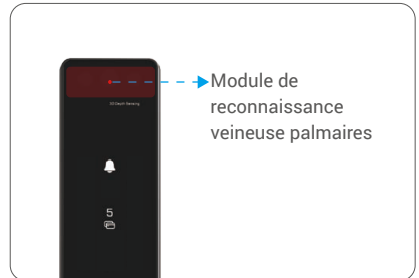 Module de
reconnaissance
veineuse palmaires
3D Depth Sensing
5